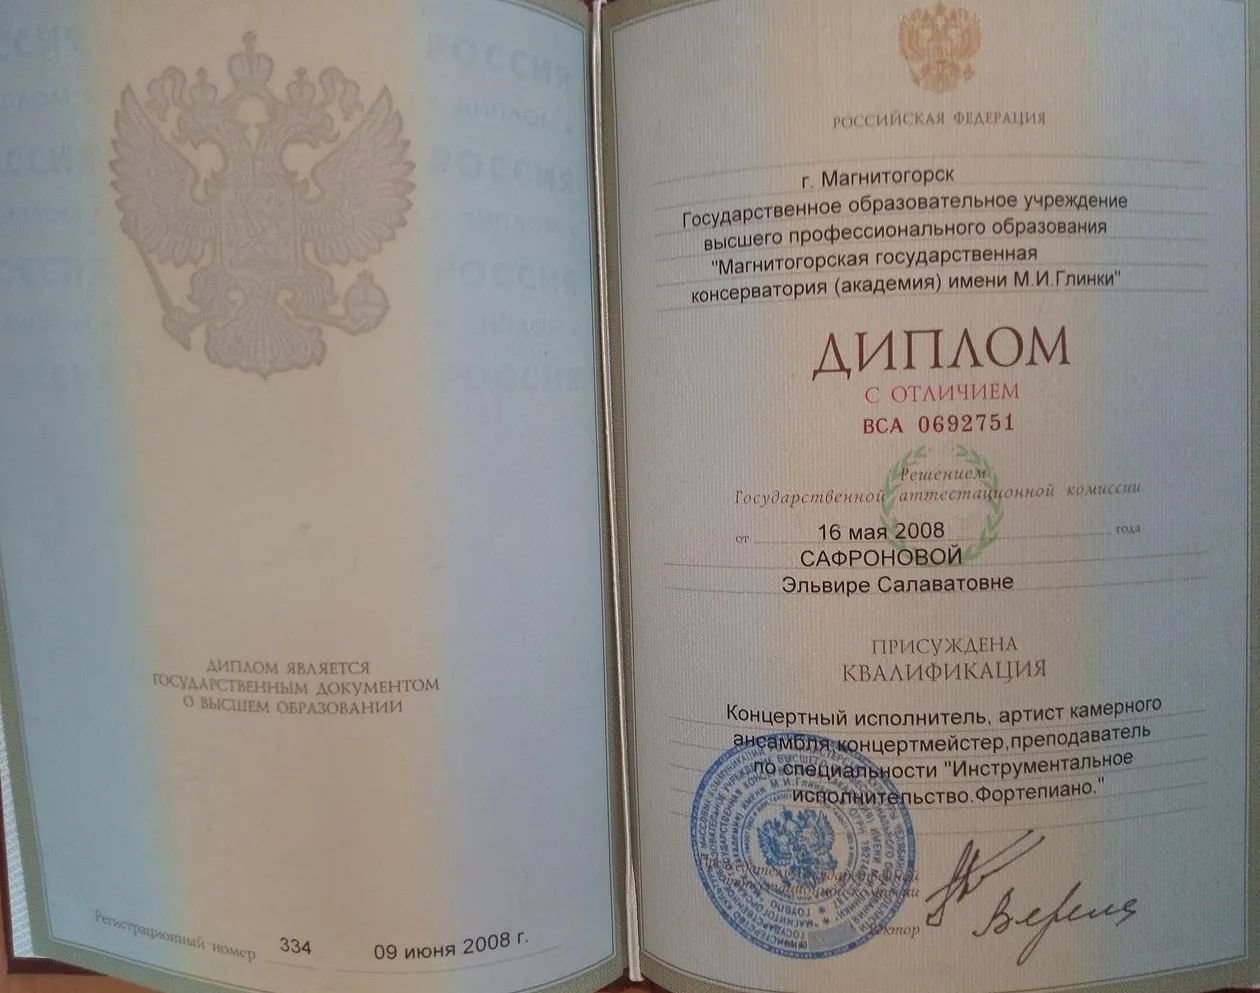 ДИПЛОМ ЯВЛЯЕТСЯ
ГОСУДАРСТВЕННЫМ ДОКУМЕНТОМ
О ВЫСШЕМ ОБРАЗОВАНИИ
Регистрационный номер 334 09 июня 2008 г.
РОССИЙСКАЯ ФЕДЕРАЦИЯ
г. Магнитогорск
Государственное образовательное учреждение
высшего профессионального образования
"Магнитогорская государственная
консерватория (академия) имени М.И.Глинки"
ДИПЛОМ
С ОТЛИЧИЕМ
ВСА 0692751
Решением
Государственной аттестационной комиссии
от 16 мая 2008 года
САФРОНОВОЙ
Эльвире Салаватовне
ПРИСУЖДЕНА
КВАЛИФИКАЦИЯ
Концертный исполнитель, артист камерного
ансамбля,концертмейстер,преподаватель
по специальности "Инструментальное
исполнительство.Фортепиано."